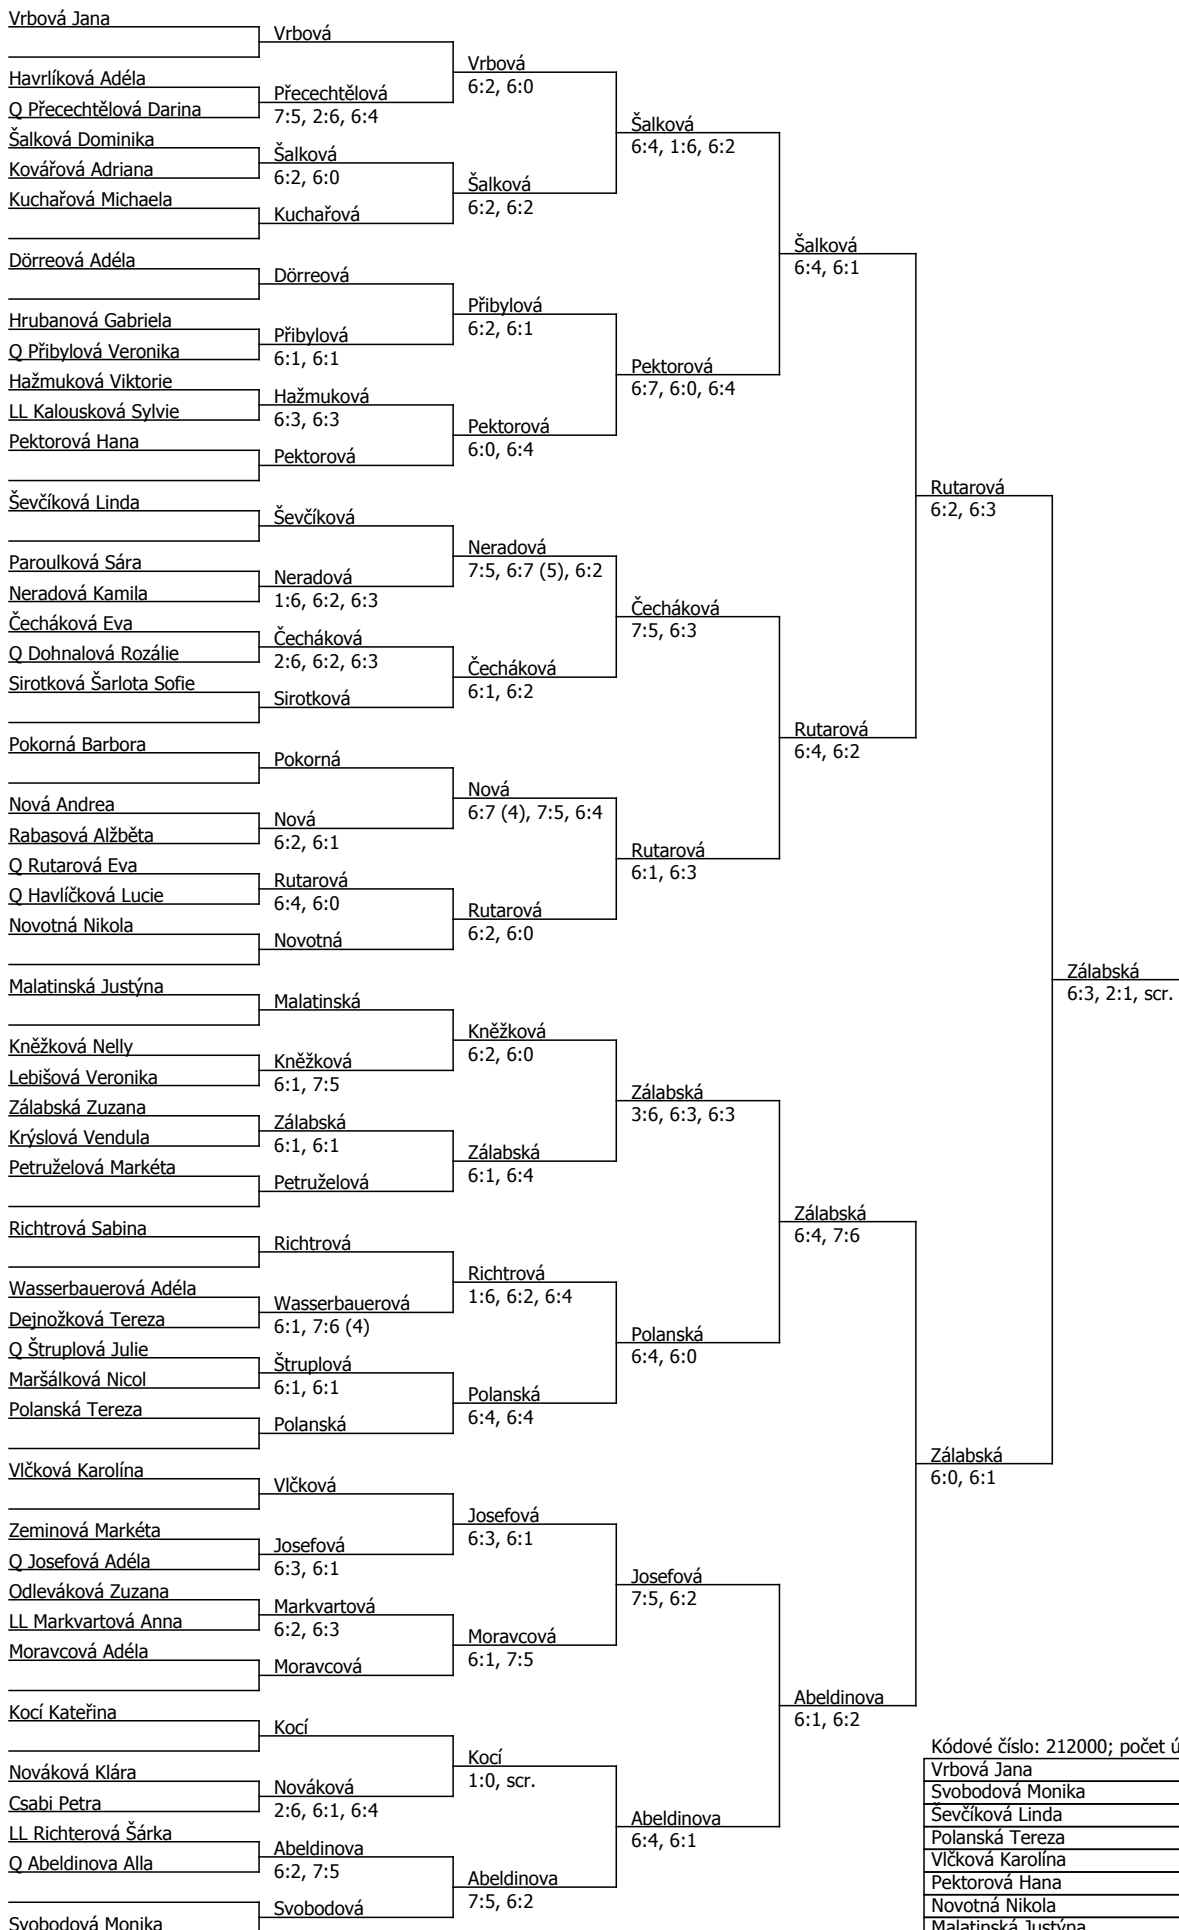 Vrbová Jana
Havrlíková Adéla
Q Přecechtělová Darina
Šalková Dominika
Kovářová Adriana
Kuchařová Michaela
Dörreová Adéla
Hrubanová Gabriela
Q Přibylová Veronika
Hažmuková Viktorie
LL Kalousková Sylvie
Pektorová Hana
Ševčíková Linda
Paroulková Sára
Neradová Kamila
Čecháková Eva
Q Dohnalová Rozálie
Sirotková Šarlota Sofie
Pokorná Barbora
Nová Andrea
Rabasová Alžběta
Q Rutarová Eva
Q Havlíčková Lucie
Novotná Nikola
Malatinská Justýna
Kněžková Nelly
Lebišová Veronika
Zálabská Zuzana
Krýslová Vendula
Petruželová Markéta
Richtrová Sabina
Wasserbauerová Adéla
Dejnožková Tereza
Q Štruplová Julie
Maršálková Nicol
Polanská Tereza
Vlčková Karolína
Zeminová Markéta
Q Josefová Adéla
Odleváková Zuzana
LL Markvartová Anna
Moravcová Adéla
Kocí Kateřina
Nováková Klára
Csabi Petra
LL Richterová Šárka
Q Abeldinova Alla
Svobodová Monika
Vrbová
Přecechtělová
7:5, 2:6, 6:4
Šalková
6:2, 6:0
Kuchařová
Dörreová
Přibylová
6:1, 6:1
Hažmuková
6:3, 6:3
Pektorová
Ševčíková
Neradová
1:6, 6:2, 6:3
Čecháková
2:6, 6:2, 6:3
Sirotková
Pokorná
Nová
6:2, 6:1
Rutarová
6:4, 6:0
Novotná
Malatinská
Kněžková
6:1, 7:5
Zálabská
6:1, 6:1
Petruželová
Richtrová
Wasserbauerová
6:1, 7:6 (4)
Štruplová
6:1, 6:1
Polanská
Vlčková
Josefová
6:3, 6:1
Markvartová
6:2, 6:3
Moravcová
Kocí
Nováková
2:6, 6:1, 6:4
Abeldinova
6:2, 7:5
Svobodová
Vrbová
6:2, 6:0
Šalková
6:2, 6:2
Přibylová
6:2, 6:1
Pektorová
6:0, 6:4
Neradová
7:5, 6:7 (5), 6:2
Čecháková
6:1, 6:2
Nová
6:7 (4), 7:5, 6:4
Rutarová
6:2, 6:0
Kněžková
6:2, 6:0
Zálabská
6:1, 6:4
Richtrová
1:6, 6:2, 6:4
Polanská
6:4, 6:4
Josefová
6:3, 6:1
Moravcová
6:1, 7:5
Kocí
1:0, scr.
Abeldinova
7:5, 6:2
Šalková
6:4, 1:6, 6:2
Pektorová
6:7, 6:0, 6:4
Čecháková
7:5, 6:3
Rutarová
6:1, 6:3
Zálabská
3:6, 6:3, 6:3
Polanská
6:4, 6:0
Josefová
7:5, 6:2
Abeldinova
6:4, 6:1
Šalková
6:4, 6:1
Rutarová
6:4, 6:2
Zálabská
6:4, 7:6
Abeldinova
6:1, 6:2
Rutarová
6:2, 6:3
Zálabská
6:0, 6:1
Zálabská
6:3, 2:1, scr.
Kódové číslo: 212000; počet ú
Vrbová Jana
Svobodová Monika
Ševčíková Linda
Polanská Tereza
Vlčková Karolína
Pektorová Hana
Novotná Nikola
Malatinská Justýna